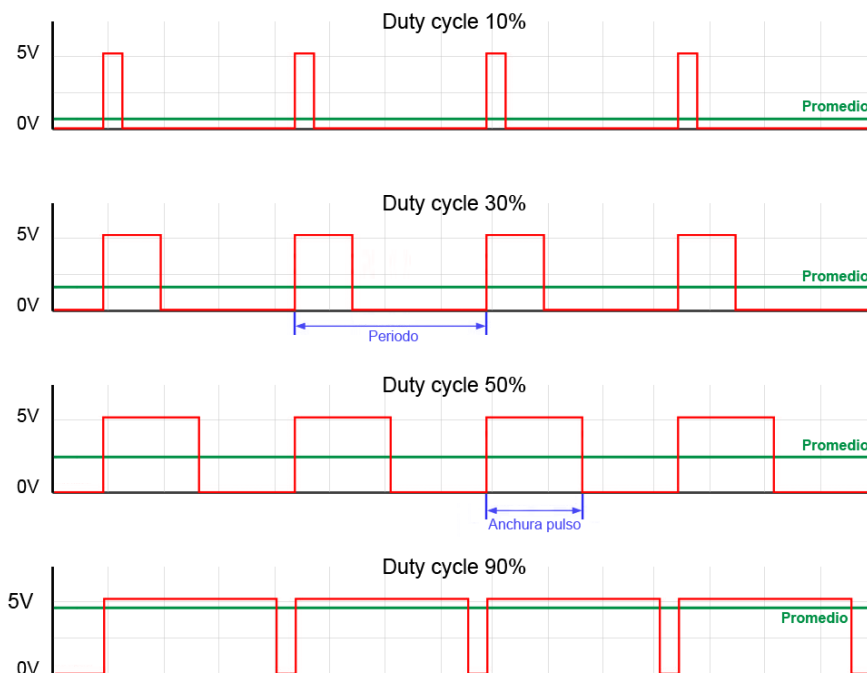 Duty cycle 10%
5V
Promedio
0V
Duty cycle 30%
5V
Promedio
0V
Periodo
Duty cycle 50%
5V
Promedio
0V
Anchura pulso
Duty cycle 90%
5V
Promedio
0V